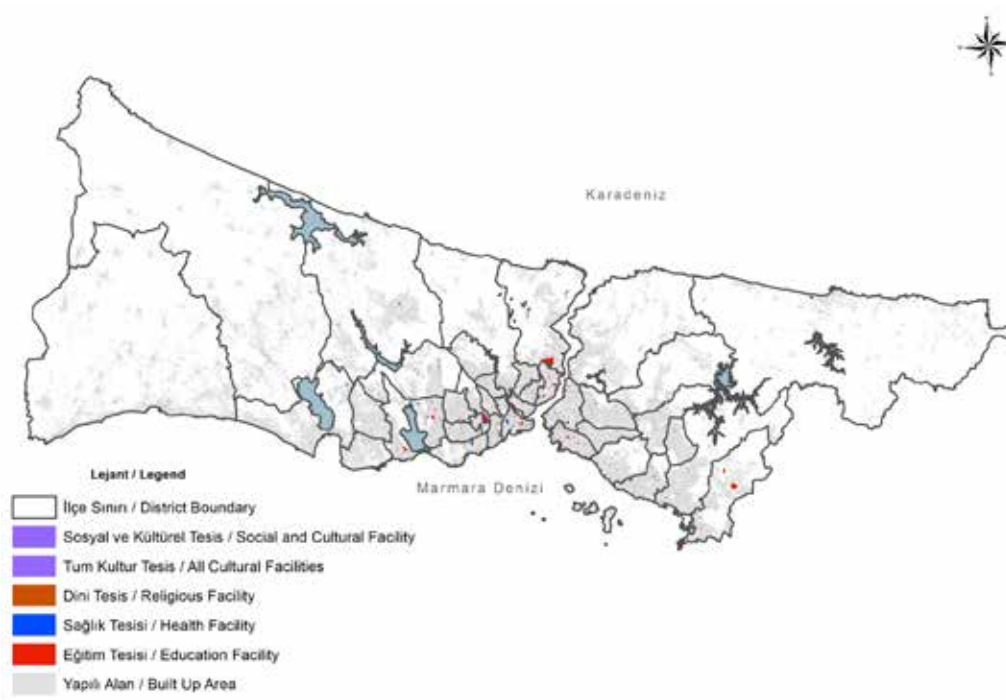 Karadeniz
Marmara Denizi
Lejant / Legend
İlçe Sınırı / District Boundary
Sosyal ve Kültürel Tesis / Social and Cultural Facility
Tum Kultur Tesis / All Cultural Facilities
Dini Tesis / Religious Facility
Sağlık Tesisi / Health Facility
Eğitim Tesisi / Education Facility
Yapılı Alan / Built Up Area